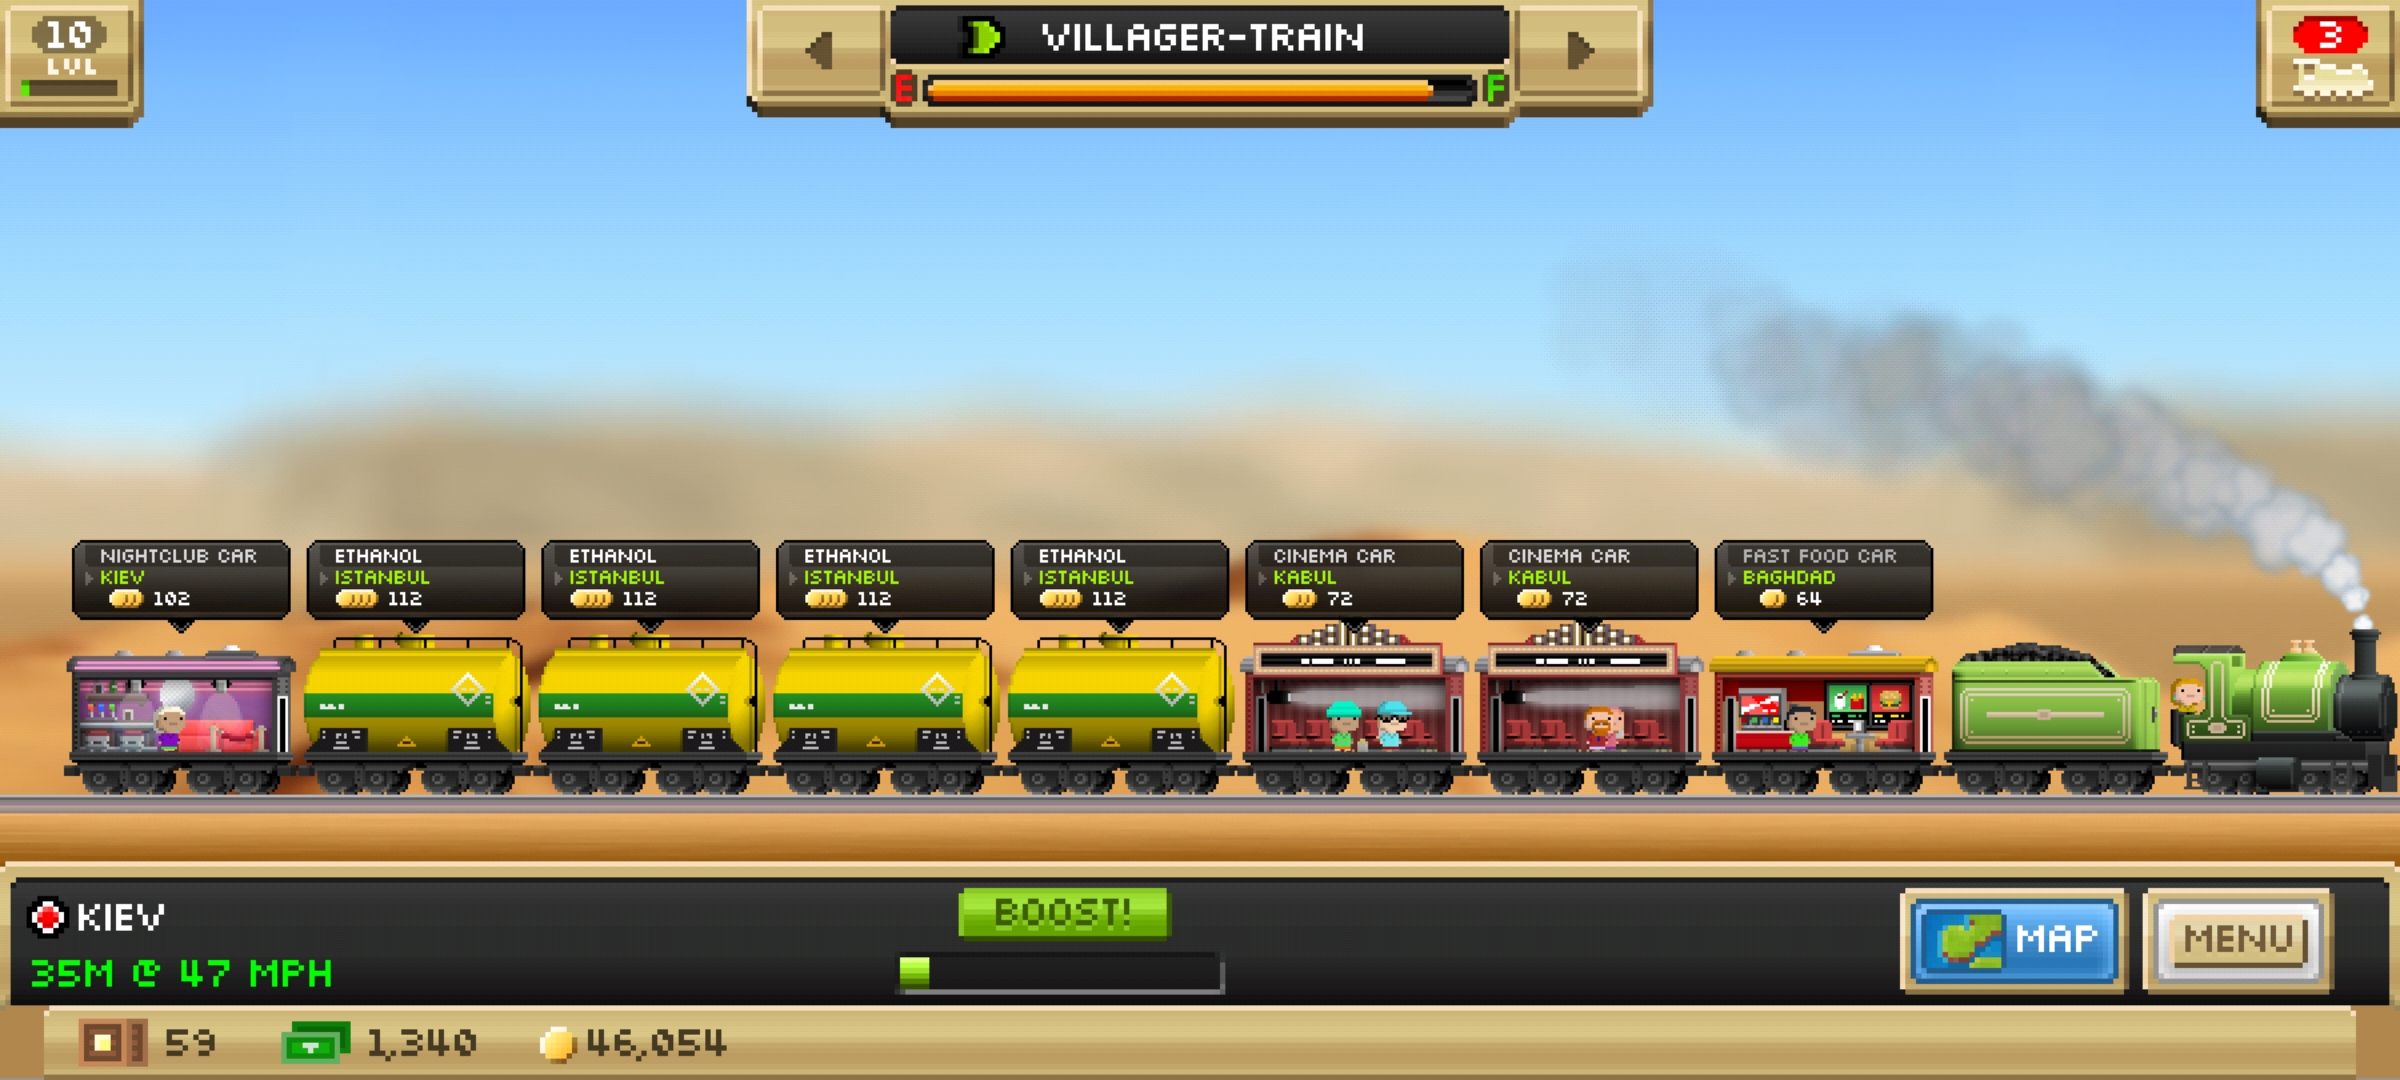 10
LVL
VILLAGER-TRAIN
E F
3
NIGHTCLUB CAR
KIEV
102
ETHANOL
ISTANBUL
112
ETHANOL
ISTANBUL
112
ETHANOL
ISTANBUL
112
ETHANOL
ISTANBUL
112
CINEMA CAR
KABUL
72
CINEMA CAR
KABUL
72
FAST FOOD CAR
BAGHDAD
64
KIEV
35M @ 47 MPH
BOOST!
MAP
MENU
59
1,340
46,054